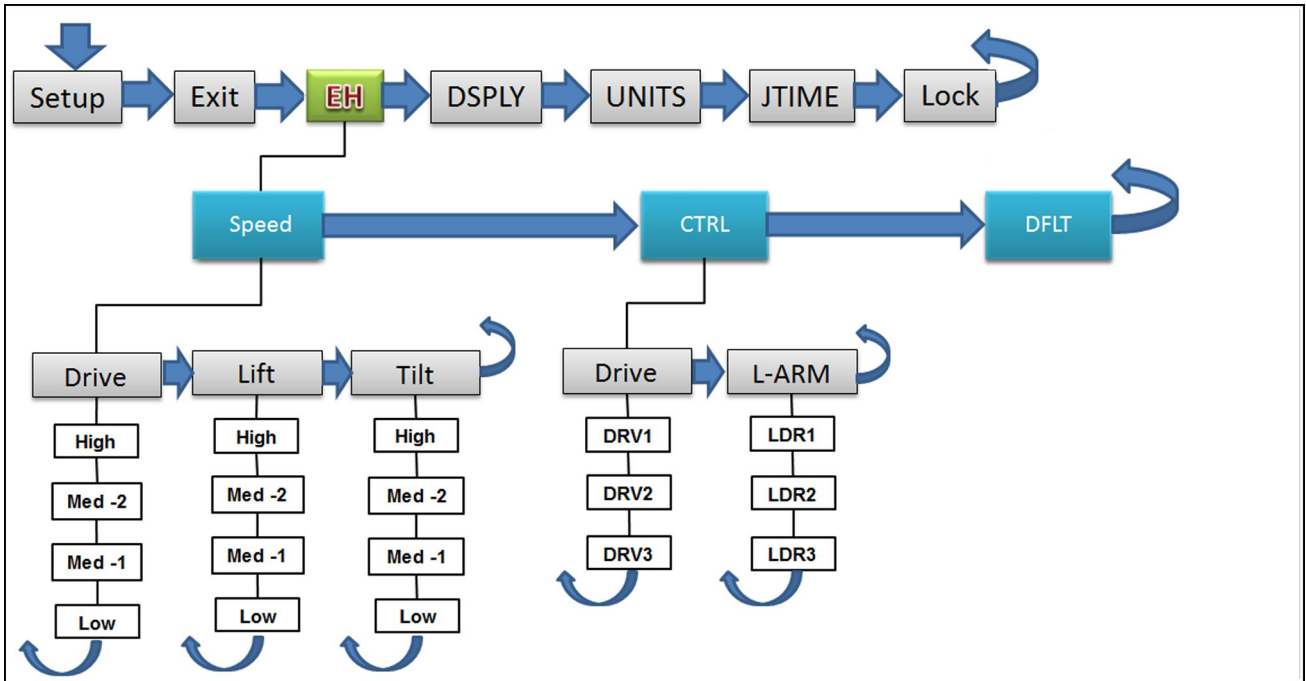 Setup
Exit
EH
DSPLY
UNITS
JTIME
Lock
Speed
CTRL
DFLT
Drive
Lift
Tilt
Drive
L-ARM
High
High
High
DRV1
LDR1
Med -2
Med -2
Med -2
DRV2
LDR2
Med -1
Med -1
Med -1
DRV3
LDR3
Low
Low
Low